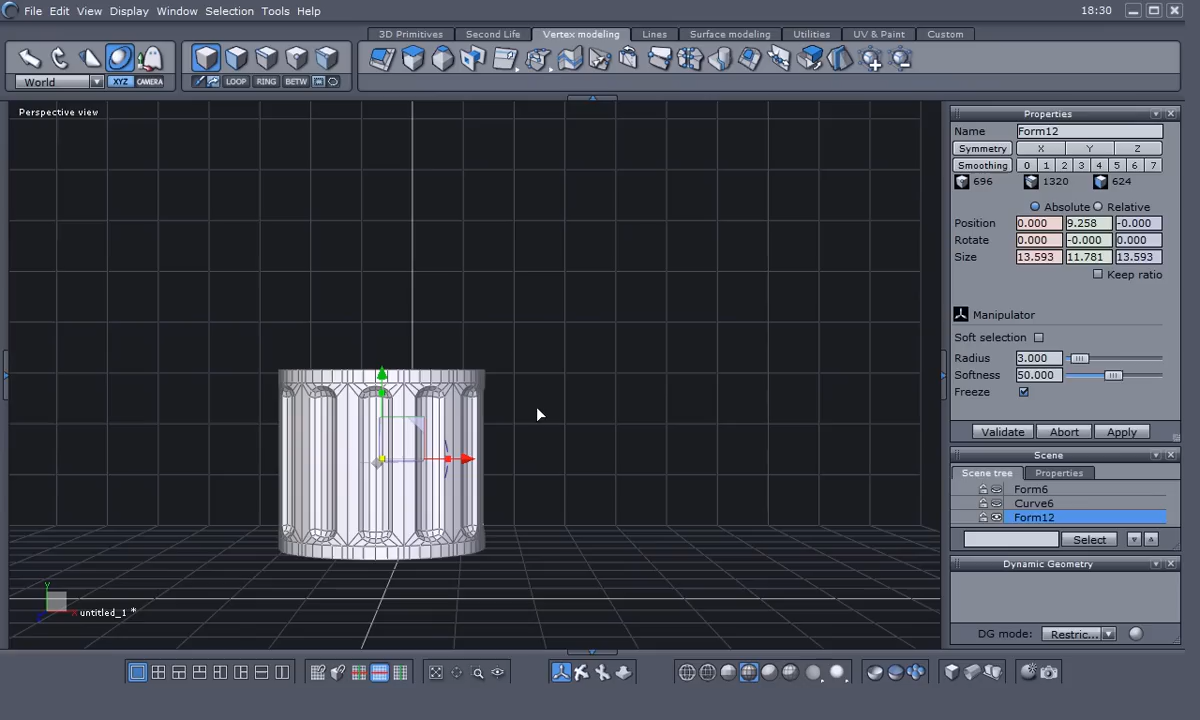 File Edit View Display Window Selection Tools Help
18:30
3D Primitives Second Life Vertex modeling Lines Surface modeling Utilities UV & Paint Custom
World XYZ CAMERA LOOP RING BETW
Perspective view
Properties
Name Form12
Symmetry X Y Z
Smoothing 0 1 2 3 4 5 6 7
696 1320 624
Absolute Relative
Position 0.000 9.258 -0.000
Rotate 0.000 -0.000 0.000
Size 13.593 11.781 13.593
Keep ratio
Manipulator
Soft selection
Radius 3.000
Softness 50.000
Freeze
Validate Abort Apply
Scene
Scene tree Properties
Form6
Curve6
Form12
Select
Dynamic Geometry
DG mode: Restric...
y
x
untitled_1 *